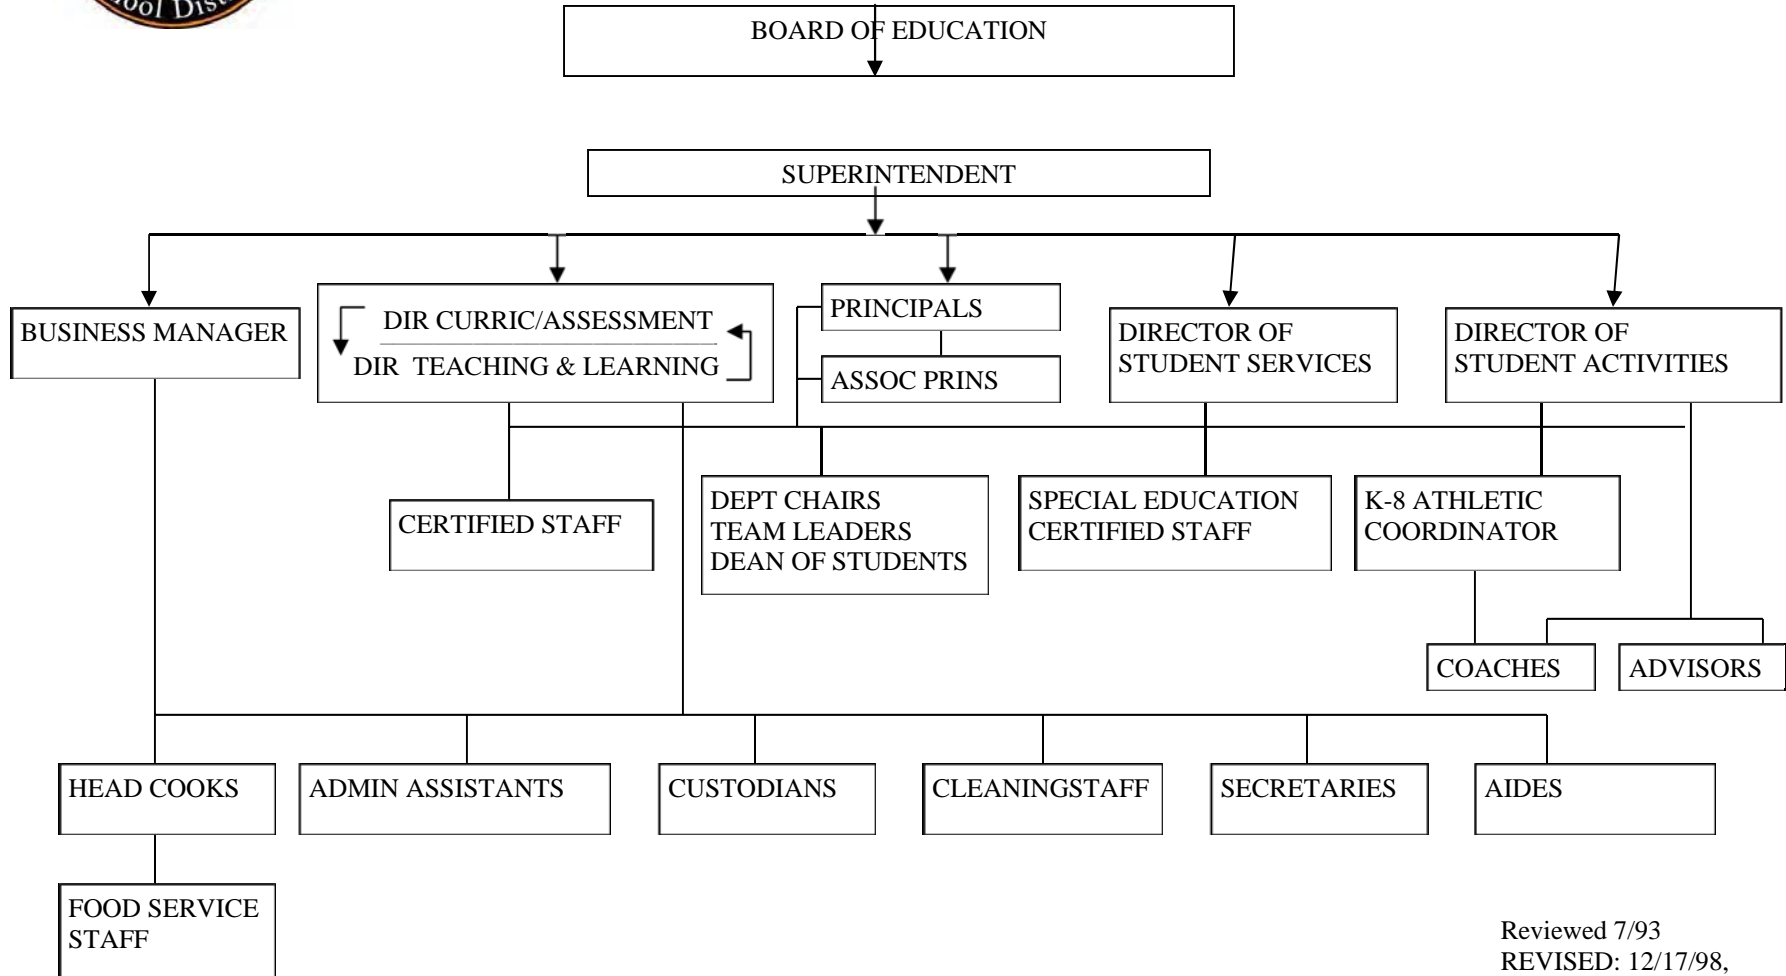 BOARD OF EDUCATION
SUPERINTENDENT
BUSINESS MANAGER
DIR CURRIC/ASSESSMENT
DIR TEACHING & LEARNING
PRINCIPALS
ASSOC PRINS
DIRECTOR OF
STUDENT SERVICES
DIRECTOR OF
STUDENT ACTIVITIES
CERTIFIED STAFF
DEPT CHAIRS
TEAM LEADERS
DEAN OF STUDENTS
SPECIAL EDUCATION
CERTIFIED STAFF
K-8 ATHLETIC
COORDINATOR
COACHES
ADVISORS
HEAD COOKS
ADMIN ASSISTANTS
CUSTODIANS
CLEANINGSTAFF
SECRETARIES
AIDES
FOOD SERVICE
STAFF
Reviewed 7/93
REVISED: 12/17/98,